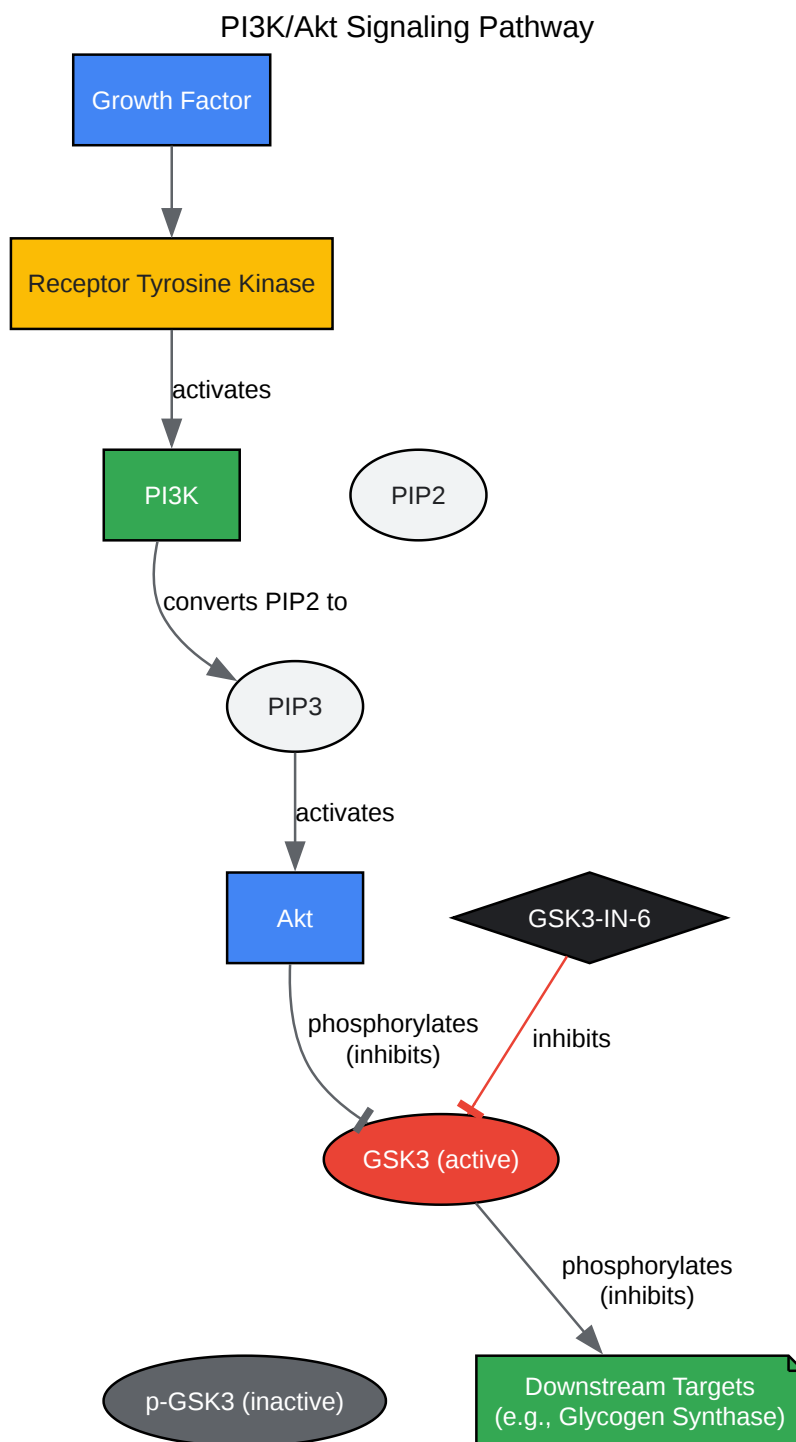 PI3K/Akt Signaling Pathway
Growth Factor
Receptor Tyrosine Kinase
activates
PI3K
PIP2
converts PIP2 to
PIP3
activates
Akt
GSK3-IN-6
phosphorylates
(inhibits)
inhibits
GSK3 (active)
phosphorylates
(inhibits)
p-GSK3 (inactive)
Downstream Targets
(e.g., Glycogen Synthase)